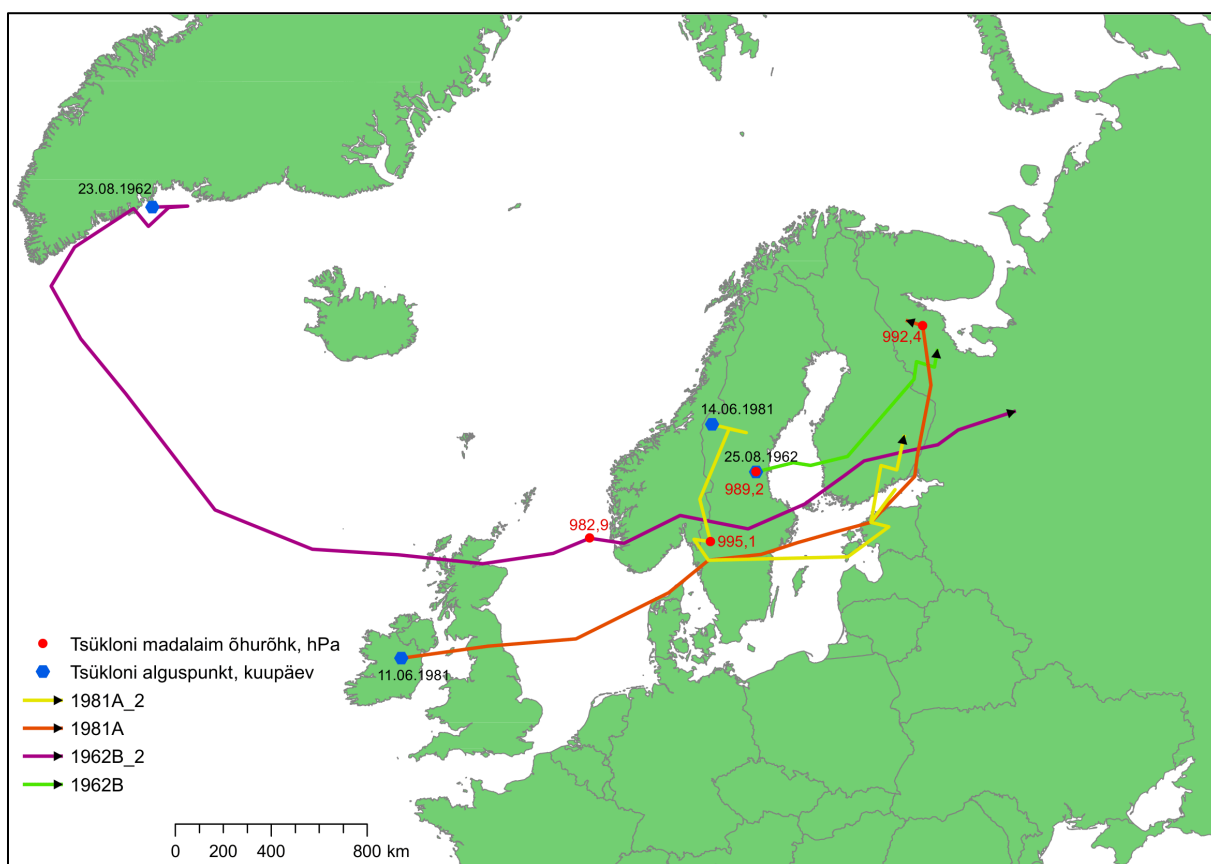 23.08.1962
992,4
14.06.1981
25.08.1962
989,2
982,9
995,1
11.06.1981
Tsükloni madalaim õhurõhk, hPa
Tsükloni alguspunkt, kuupäev
1981A_2
1981A
1962B_2
1962B
0 200 400 800 km